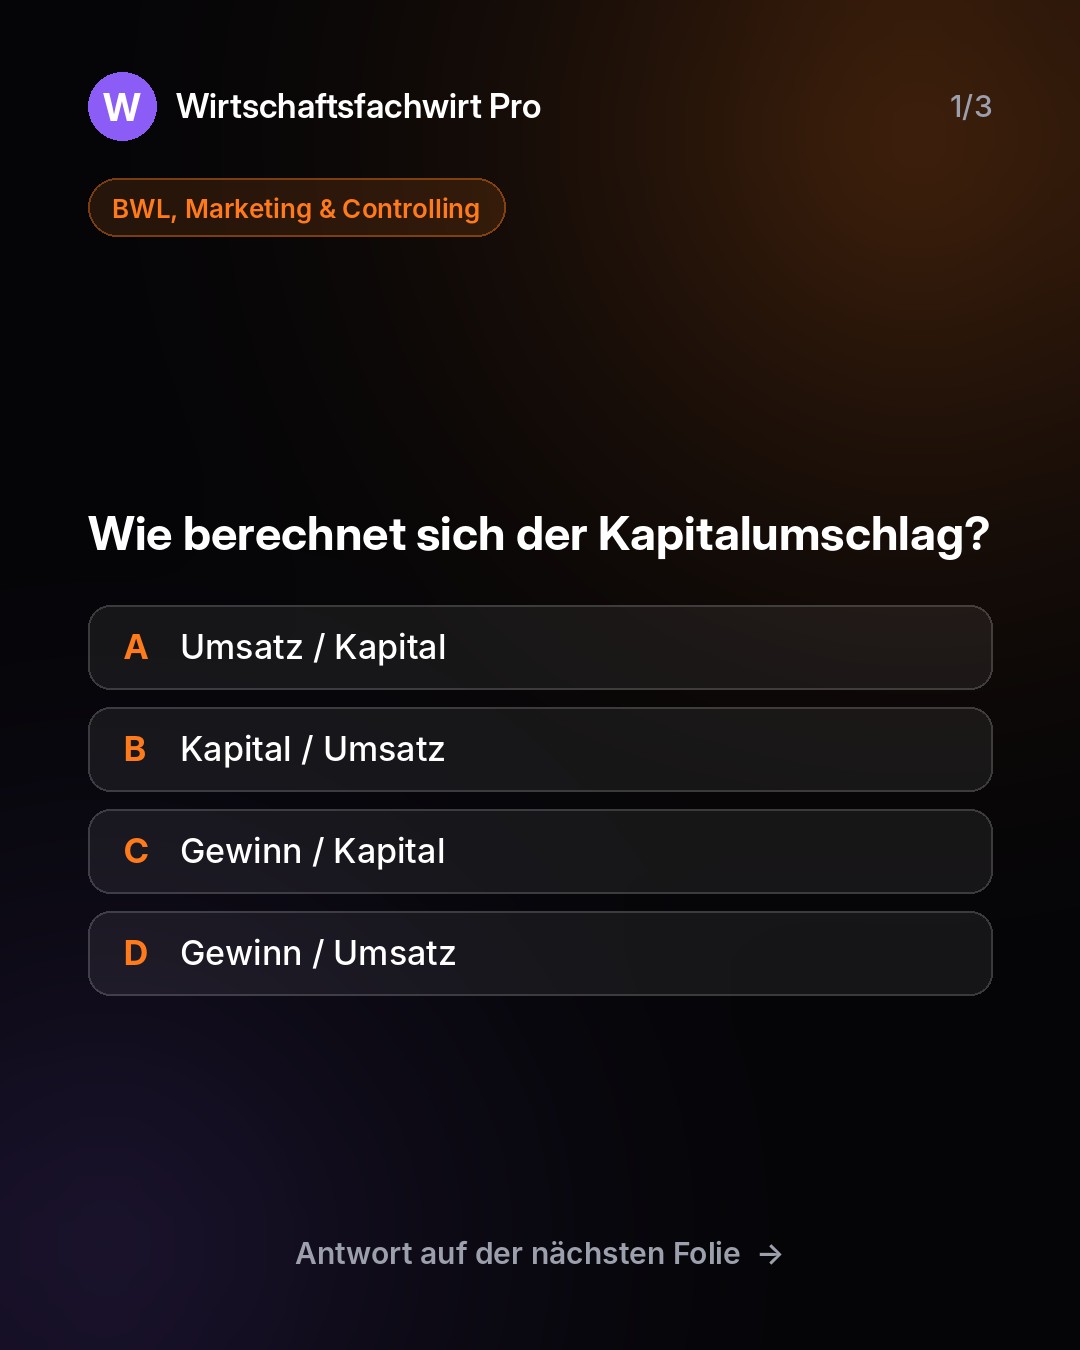 W Wirtschaftsfachwirt Pro 1/3
BWL, Marketing & Controlling
Wie berechnet sich der Kapitalumschlag?
A Umsatz / Kapital
B Kapital / Umsatz
C Gewinn / Kapital
D Gewinn / Umsatz
Antwort auf der nächsten Folie →